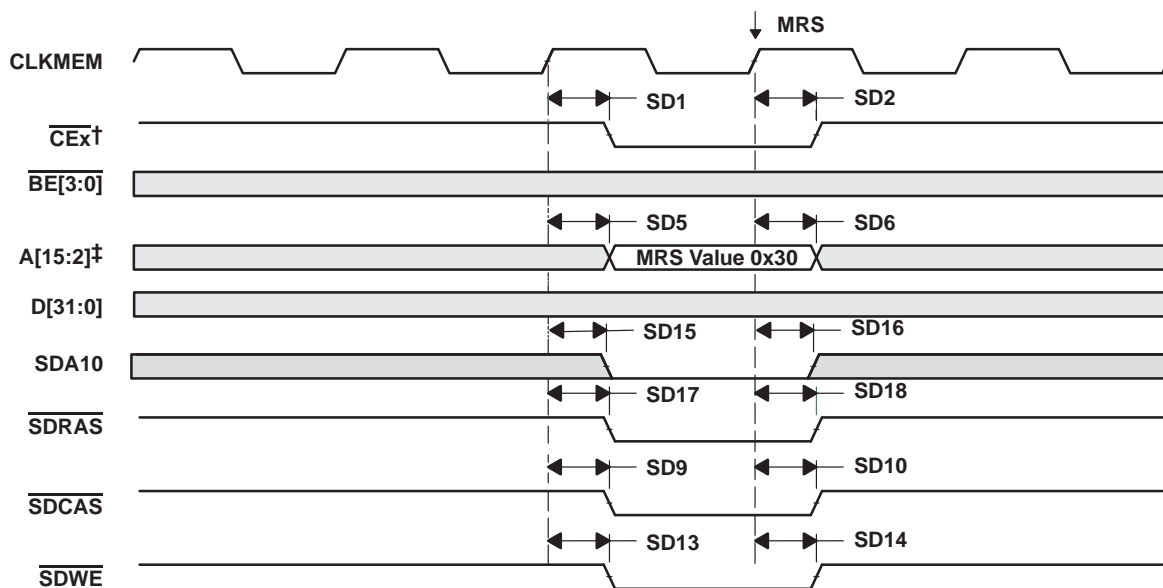 MRS
CLKMEM
SD1 SD2
CEx†
BE[3:0]
SD5 SD6
A[15:2]‡ MRS Value 0x30
D[31:0]
SD15 SD16
SDA10
SD17 SD18
SDRAS
SD9 SD10
SDCAS
SD13 SD14
SDWE